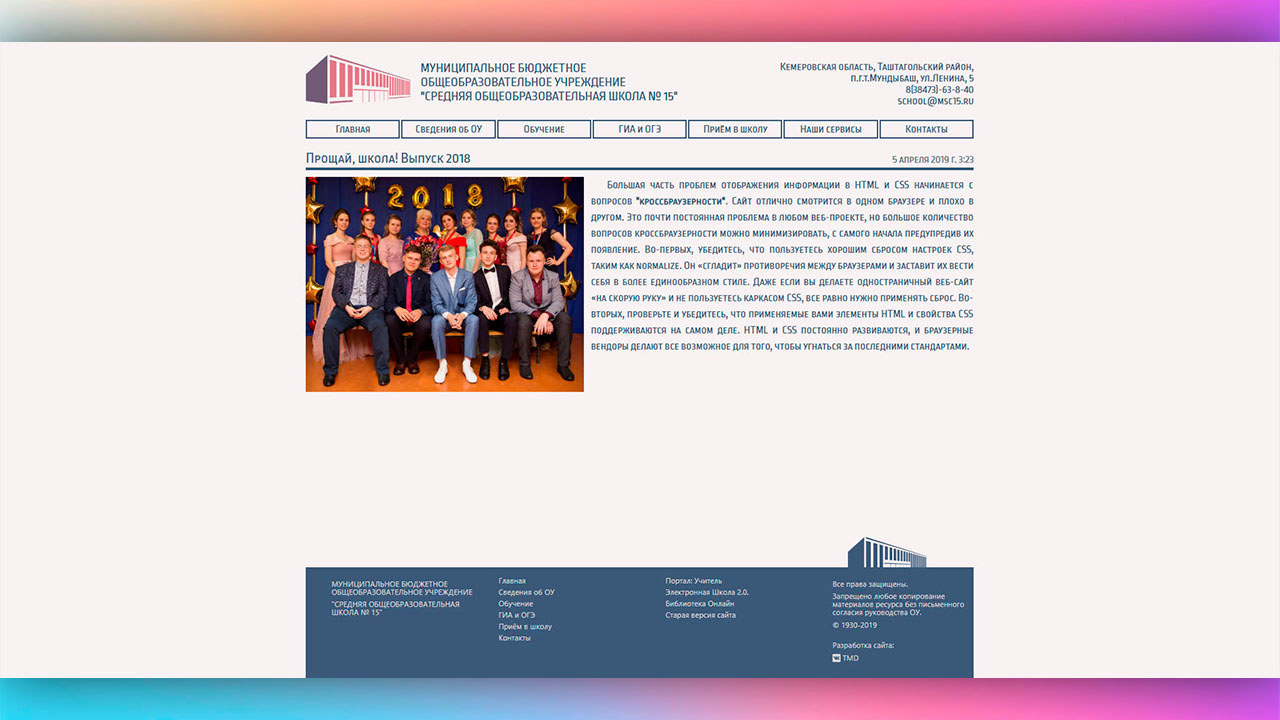 МУНИЦИПАЛЬНОЕ БЮДЖЕТНОЕ
ОБЩЕОБРАЗОВАТЕЛЬНОЕ УЧРЕЖДЕНИЕ
"СРЕДНЯЯ ОБЩЕОБРАЗОВАТЕЛЬНАЯ ШКОЛА № 15"
Кемеровская область, Таштагольский район,
п.г.т.Мундыбаш, ул.Ленина, 5
8(38473)-63-8-40
school@msc15.ru
Главная
Сведения об ОУ
Обучение
ГИА и ОГЭ
Приём в школу
Наши сервисы
Контакты
Прощай, школа! Выпуск 2018
5 апреля 2019 г. 3:23
2018
Большая часть проблем отображения информации в HTML и CSS начинается с
вопросов "кроссбраузерности". Сайт отлично смотрится в одном браузере и плохо в
другом. Это почти постоянная проблема в любом веб-проекте, но большое количество
вопросов кроссбраузерности можно минимизировать, с самого начала предупредив их
появление. Во-первых, убедитесь, что пользуетесь хорошим сбросом настроек CSS,
таким как normalize. Он «сгладит» противоречия между браузерами и заставит их вести
себя в более единообразном стиле. Даже если вы делаете одностраничный веб-сайт
«на скорую руку» и не пользуетесь каркасом CSS, все равно нужно применять сброс. Во-
вторых, проверьте и убедитесь, что применяемые вами элементы HTML и свойства CSS
поддерживаются на самом деле. HTML и CSS постоянно развиваются, и браузерные
вендоры делают все возможное для того, чтобы угнаться за последними стандартами.
МУНИЦИПАЛЬНОЕ БЮДЖЕТНОЕ
ОБЩЕОБРАЗОВАТЕЛЬНОЕ УЧРЕЖДЕНИЕ
"СРЕДНЯЯ ОБЩЕОБРАЗОВАТЕЛЬНАЯ
ШКОЛА № 15"
Главная
Сведения об ОУ
Обучение
ГИА и ОГЭ
Приём в школу
Контакты
Портал: Учитель
Электронная Школа 2.0.
Библиотека Онлайн
Старая версия сайта
Все права защищены.
Запрещено любое копирование
материалов ресурса без письменного
согласия руководства ОУ.
© 1930-2019
Разработка сайта:
TMD